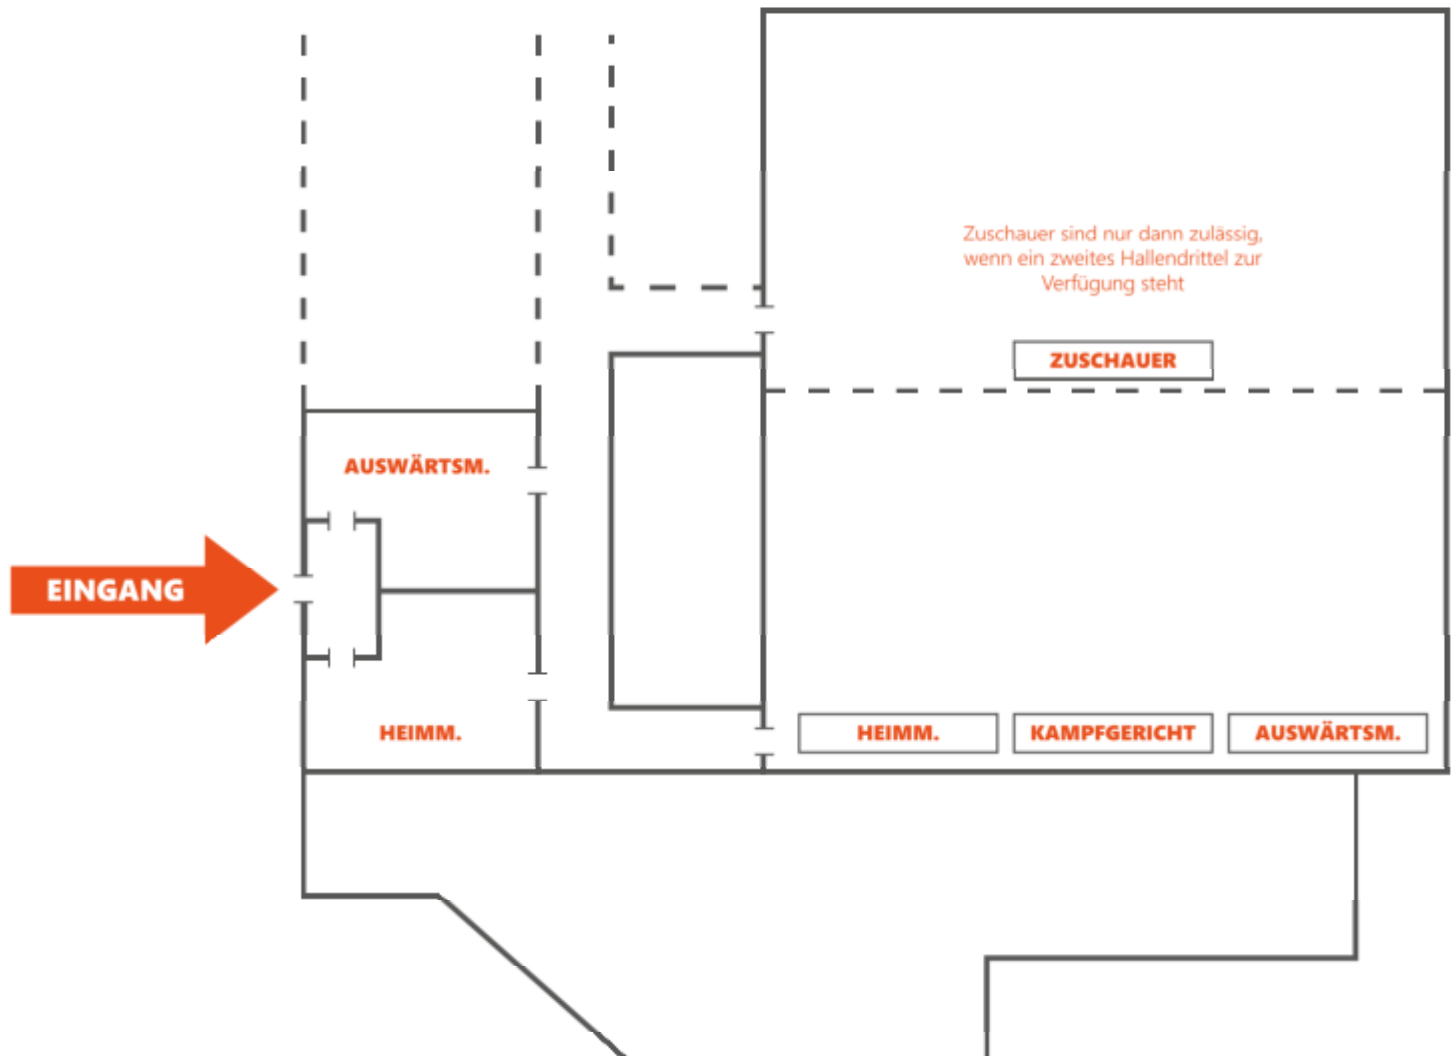 Zuschauer sind nur dann zulässig,
wenn ein zweites Hallendrittel zur
Verfügung steht
ZUSCHAUER
AUSWÄRTSM.
EINGANG
HEIMM.
HEIMM.
KAMPFGERICHT
AUSWÄRTSM.